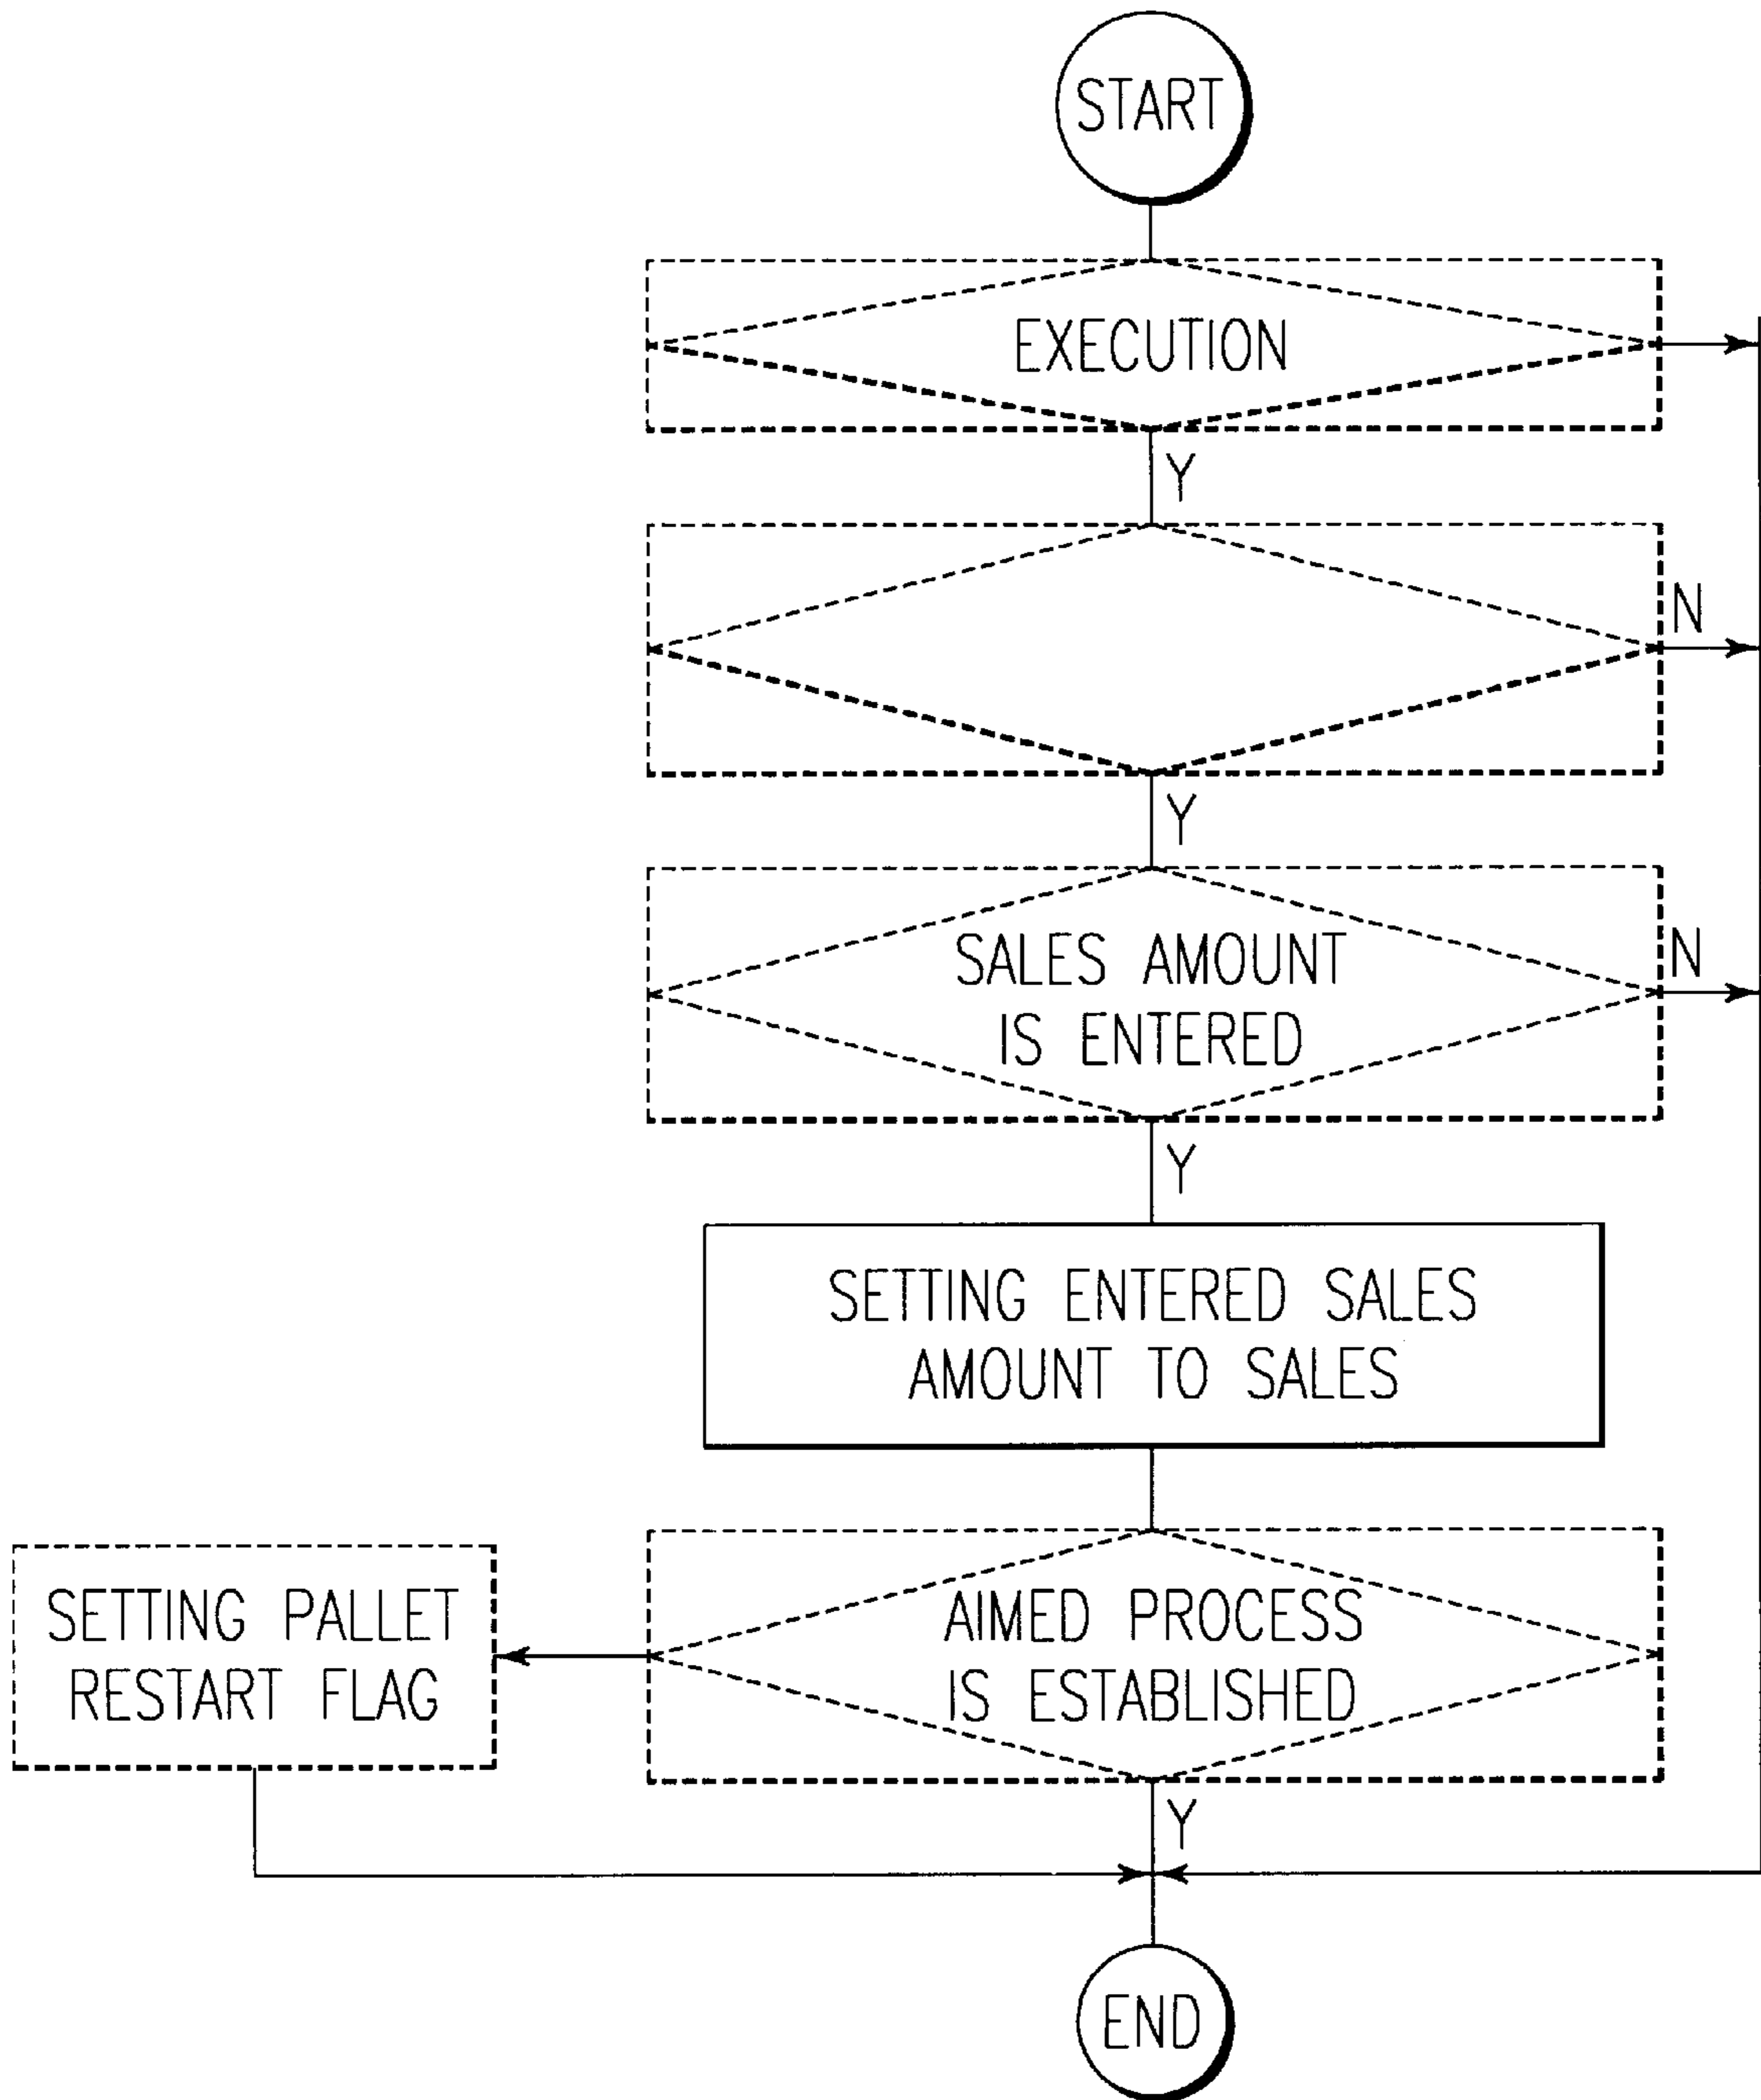 START
EXECUTION
Y
N
Y
SALES AMOUNT
IS ENTERED
N
Y
SETTING ENTERED SALES
AMOUNT TO SALES
SETTING PALLET
RESTART FLAG
AIMED PROCESS
IS ESTABLISHED
Y
END